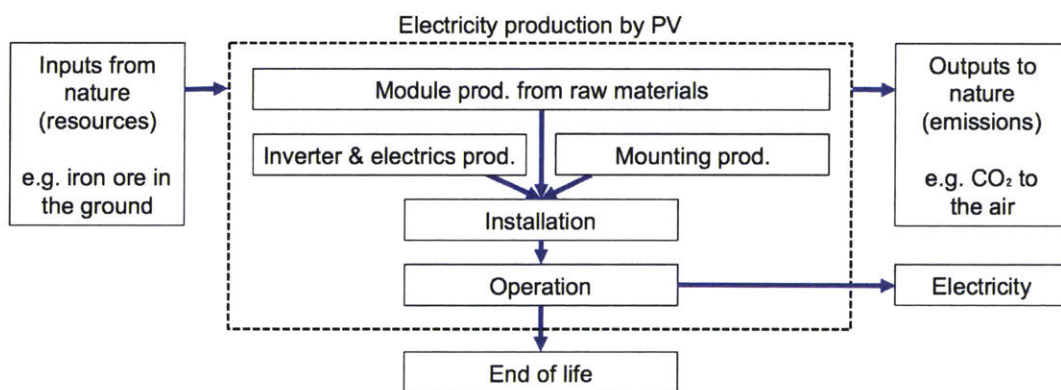 Electricity production by PV
Inputs from
nature
(resources)
e.g. iron ore in
the ground
Module prod. from raw materials
Inverter & electrics prod.
Mounting prod.
Installation
Operation
End of life
Outputs to
nature
(emissions)
e.g. CO₂ to
the air
Electricity